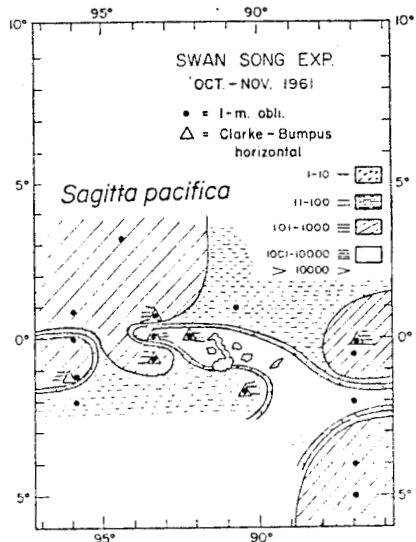 95°
90°
10°
10°
SWAN SONG EXP.
OCT.-NOV. 1961
• = 1-m. obli.
△ = Clarke-Bumpus
horizontal
1-10
11-100
5°
5°
Sagitta pacifica
101-1000
1001-10000
> 10000 >
0°
0°
5°
5°
95°
90°